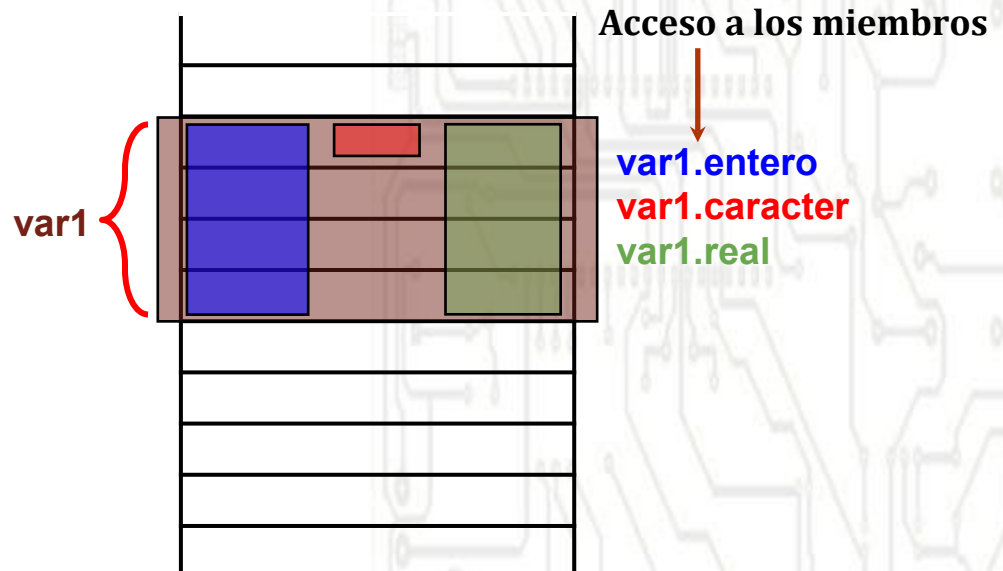 Acceso a los miembros
var1
var1.entero
var1.caracter
var1.real